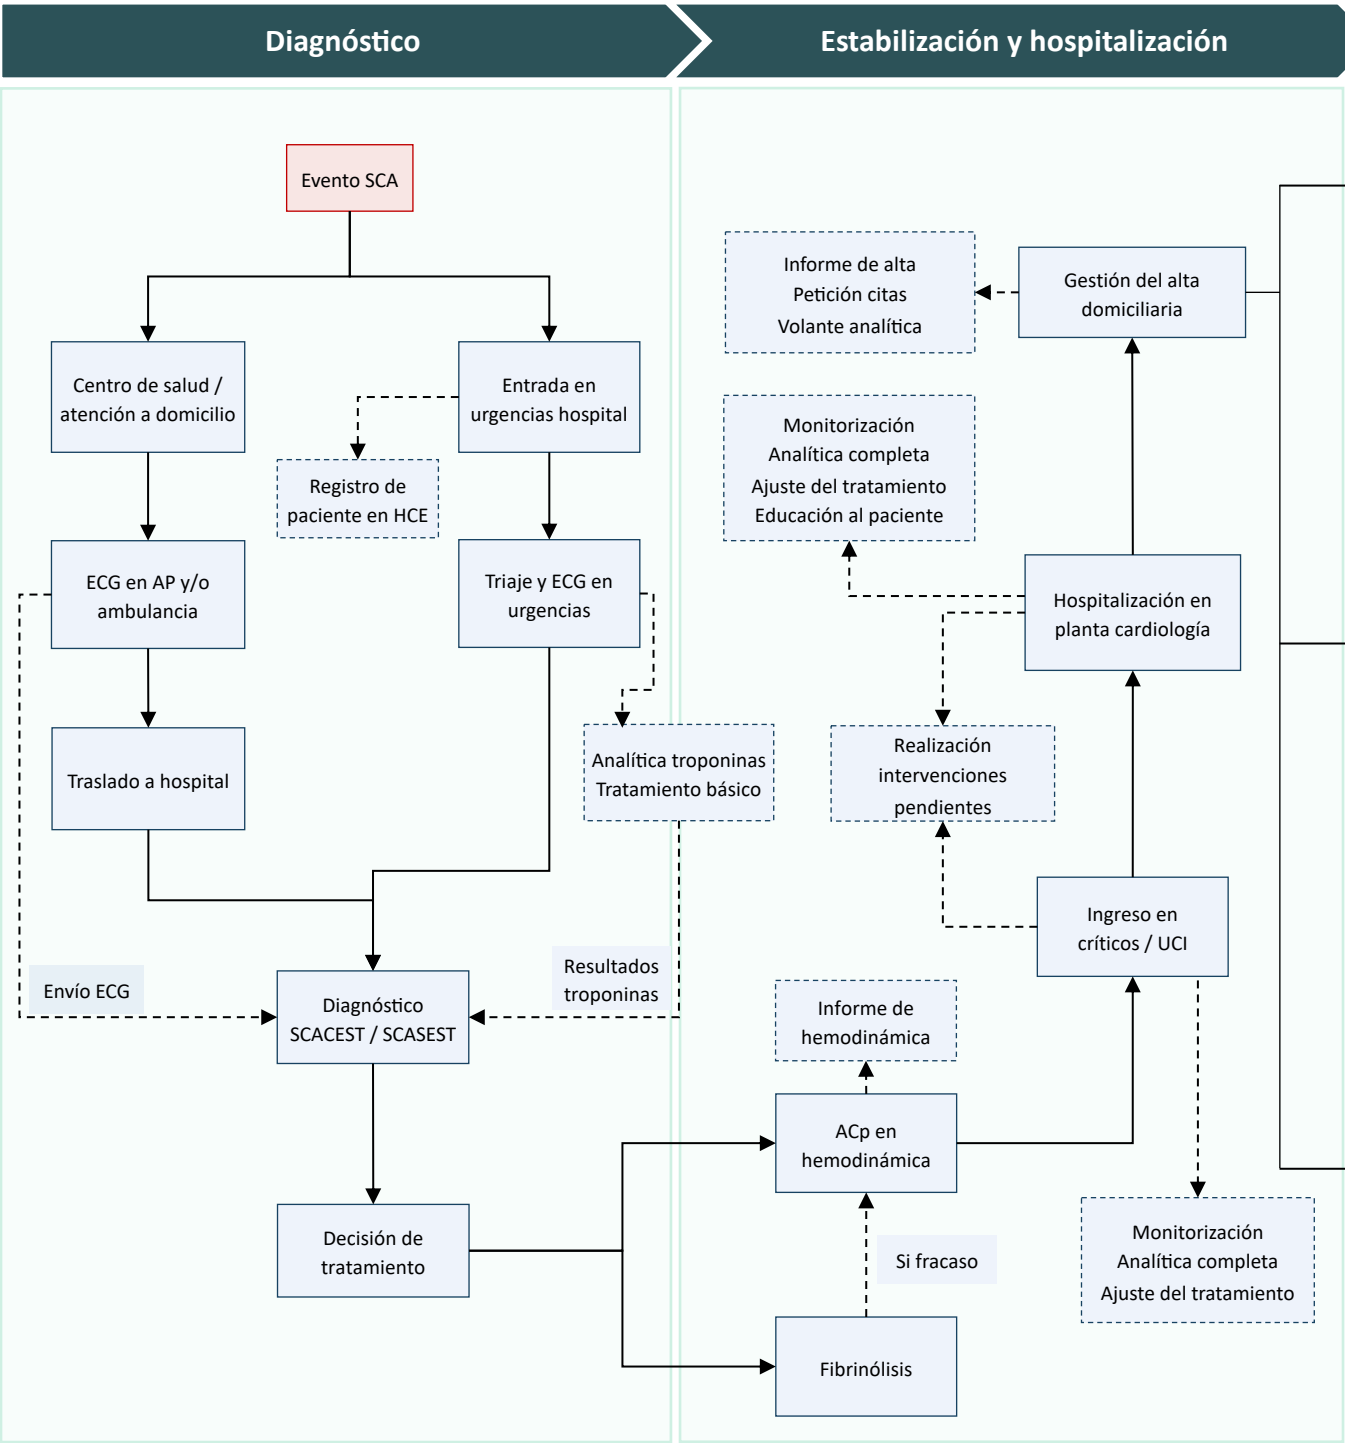 Diagnóstico
Estabilización y hospitalización
Evento SCA
Centro de salud /
atención a domicilio
Entrada en
urgencias hospital
Registro de
paciente en HCE
ECG en AP y/o
ambulancia
Triaje y ECG en
urgencias
Traslado a hospital
Analítica troponinas
Tratamiento básico
Envío ECG
Resultados
troponinas
Diagnóstico
SCACEST / SCASEST
Decisión de
tratamiento
Informe de alta
Petición citas
Volante analítica
Gestión del alta
domiciliaria
Monitorización
Analítica completa
Ajuste del tratamiento
Educación al paciente
Hospitalización en
planta cardiología
Realización
intervenciones
pendientes
Ingreso en
críticos / UCI
Informe de
hemodinámica
ACp en
hemodinámica
Si fracaso
Fibrinólisis
Monitorización
Analítica completa
Ajuste del tratamiento